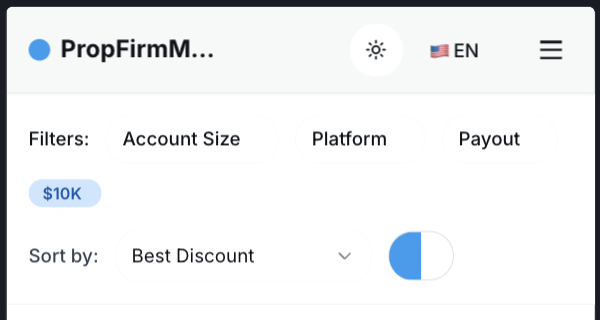 PropFirmM...
EN
Filters: Account Size Platform Payout
$10K
Sort by: Best Discount